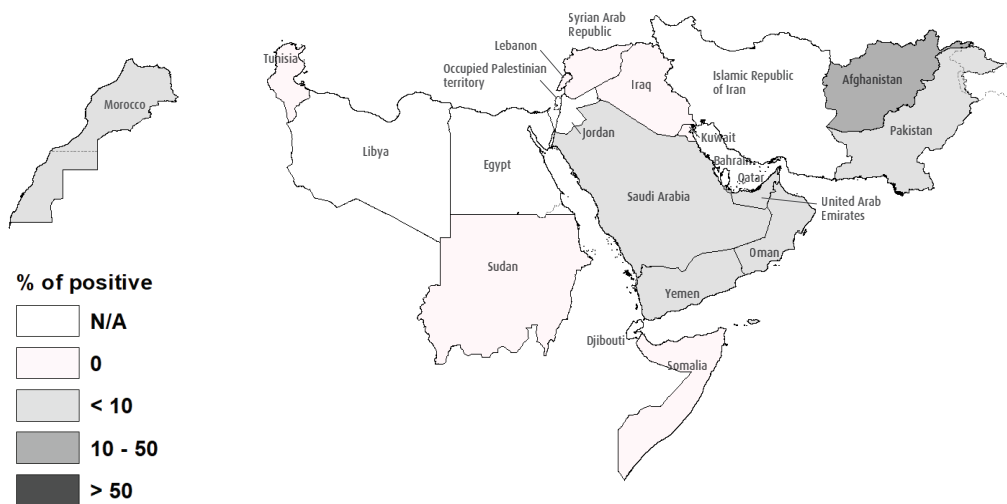 Syrian Arab
Republic
Lebanon
Tunisia
Occupied Palestinian
territory
Islamic Republic
of Iran
Afghanistan
Iraq
Morocco
Pakistan
Jordan
Kuwait
Libya
Egypt
Bahrain
Qatar
Saudi Arabia
United Arab
Emirates
Oman
Sudan
Yemen
Djibouti
Somalia
% of positive
N/A
0
< 10
10 - 50
> 50